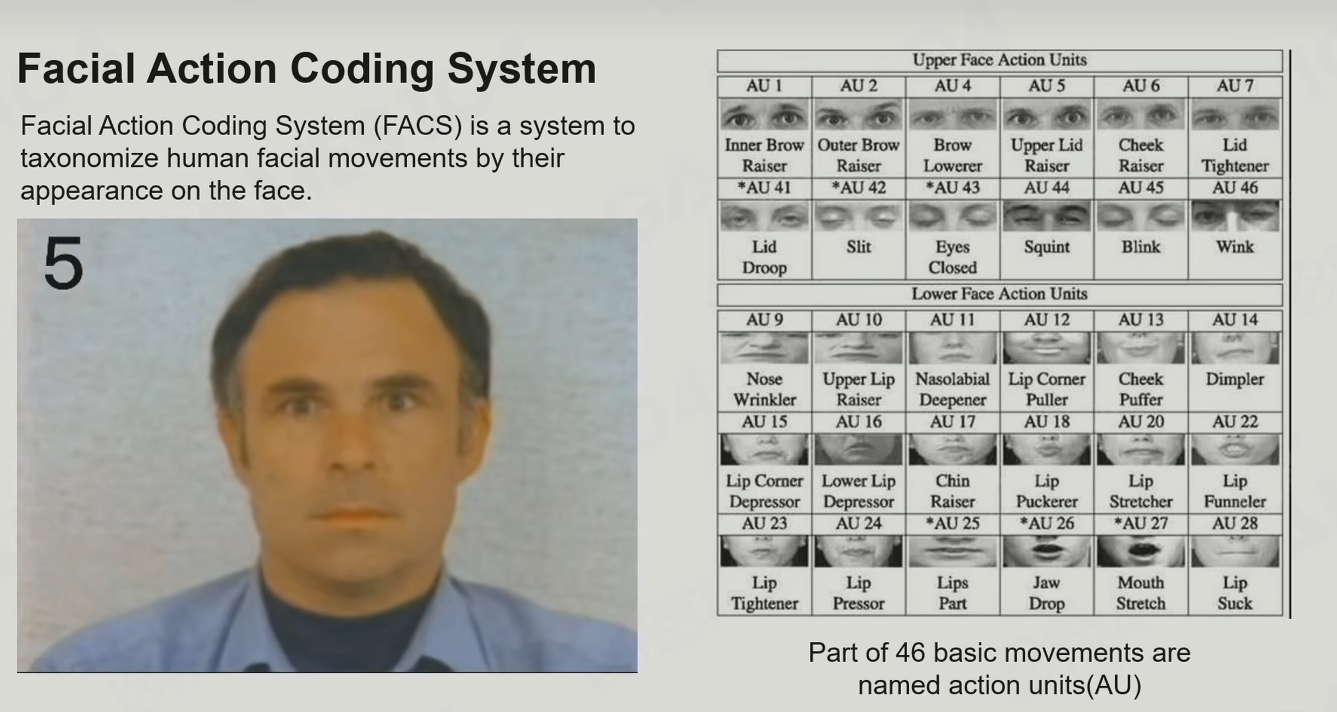 Facial Action Coding System
Facial Action Coding System (FACS) is a system to
taxonomize human facial movements by their
appearance on the face.
5
Upper Face Action Units
AU 1 AU 2 AU 4 AU 5 AU 6 AU 7
Inner Brow Outer Brow Brow Upper Lid Cheek Lid
Raiser Raiser Lowerer Raiser Raiser Tightener
*AU 41 *AU 42 *AU 43 AU 44 AU 45 AU 46
Lid Slit Eyes Squint Blink Wink
Droop Closed
Lower Face Action Units
AU 9 AU 10 AU 11 AU 12 AU 13 AU 14
Nose Upper Lip Nasolabial Lip Corner Cheek Dimpler
Wrinkler Raiser Deepener Puller Puffer
AU 15 AU 16 AU 17 AU 18 AU 20 AU 22
Lip Corner Lower Lip Chin Lip Lip Lip
Depressor Depressor Raiser Puckerer Stretcher Funneler
AU 23 AU 24 *AU 25 *AU 26 *AU 27 AU 28
Lip Lip Lips Jaw Mouth Lip
Tightener Pressor Part Drop Stretch Suck
Part of 46 basic movements are
named action units(AU)